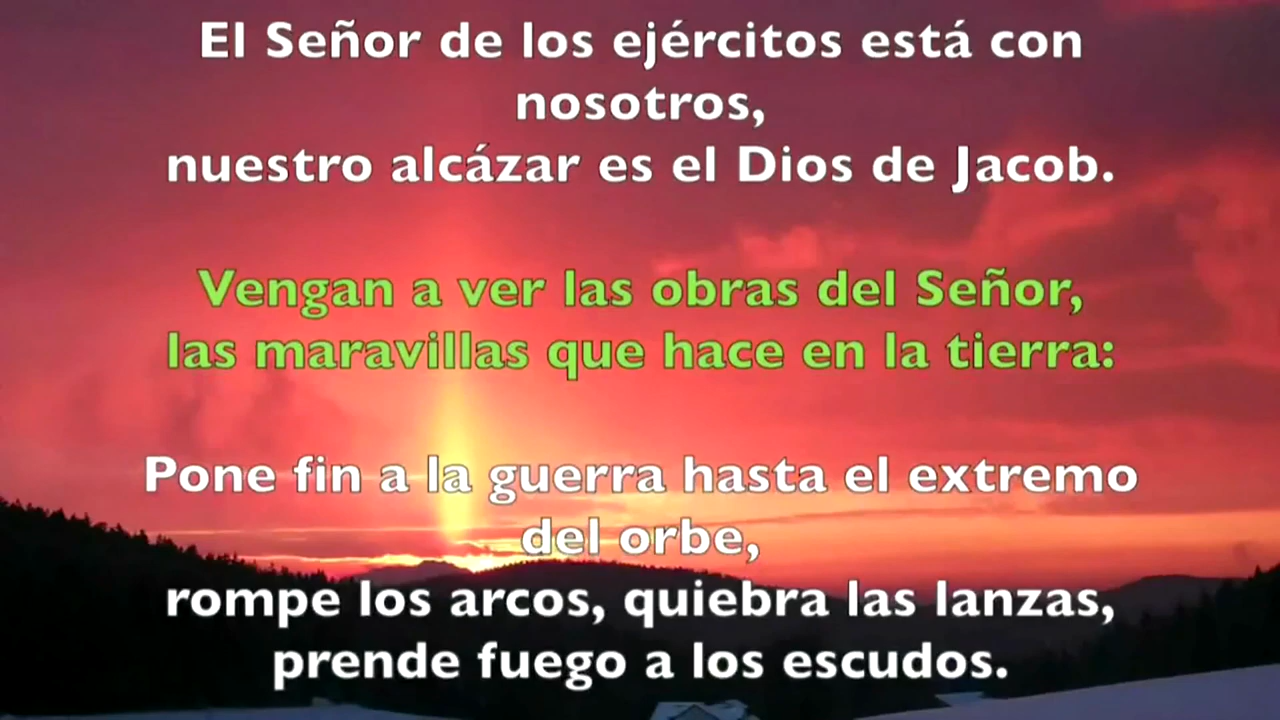 El Señor de los ejércitos está con
nosotros,
nuestro alcázar es el Dios de Jacob.
Vengan a ver las obras del Señor,
las maravillas que hace en la tierra:
Pone fin a la guerra hasta el extremo
del orbe,
rompe los arcos, quiebra las lanzas,
prende fuego a los escudos.